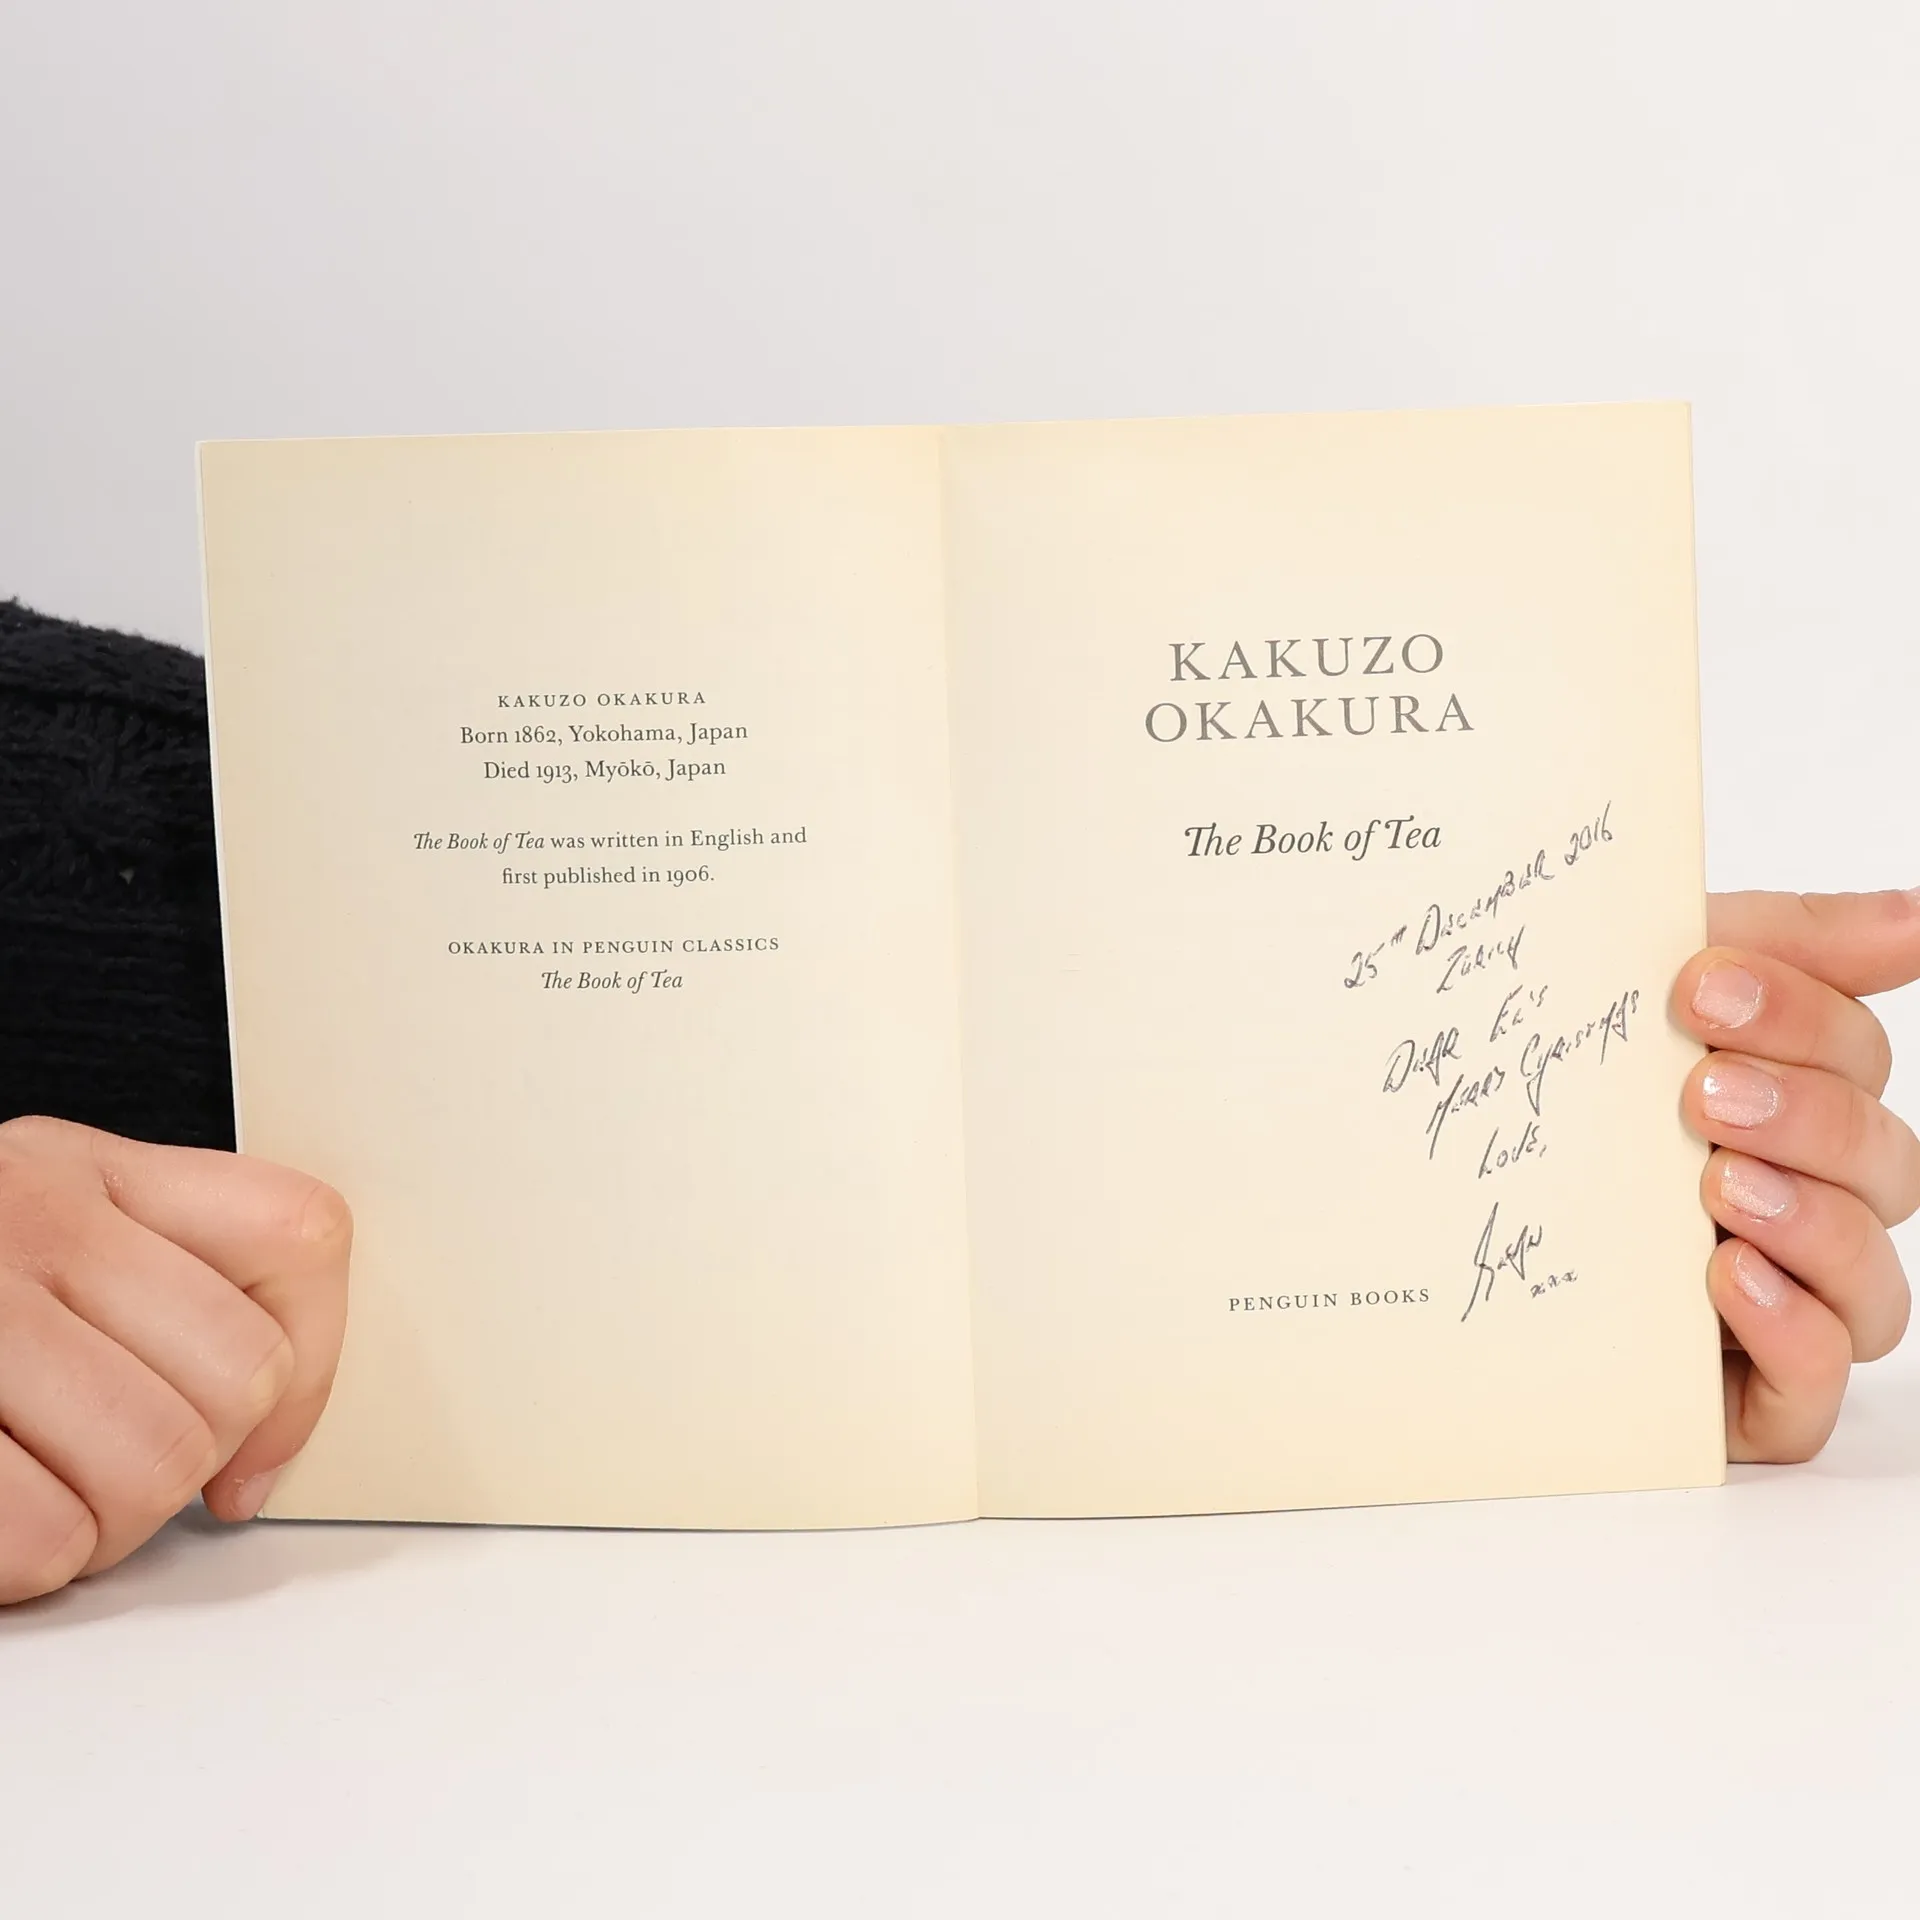 KAKUZO OKAKURA
Born 1862, Yokohama, Japan
Died 1913, Myōkō, Japan
The Book of Tea was written in English and
first published in 1906.
OKAKURA IN PENGUIN CLASSICS
The Book of Tea
KAKUZO
OKAKURA
The Book of Tea
25TH DECEMBER 2016
ZÜRICH
DEAR
MERRY CHRISTMAS
LOVE,
xxx
PENGUIN BOOKS